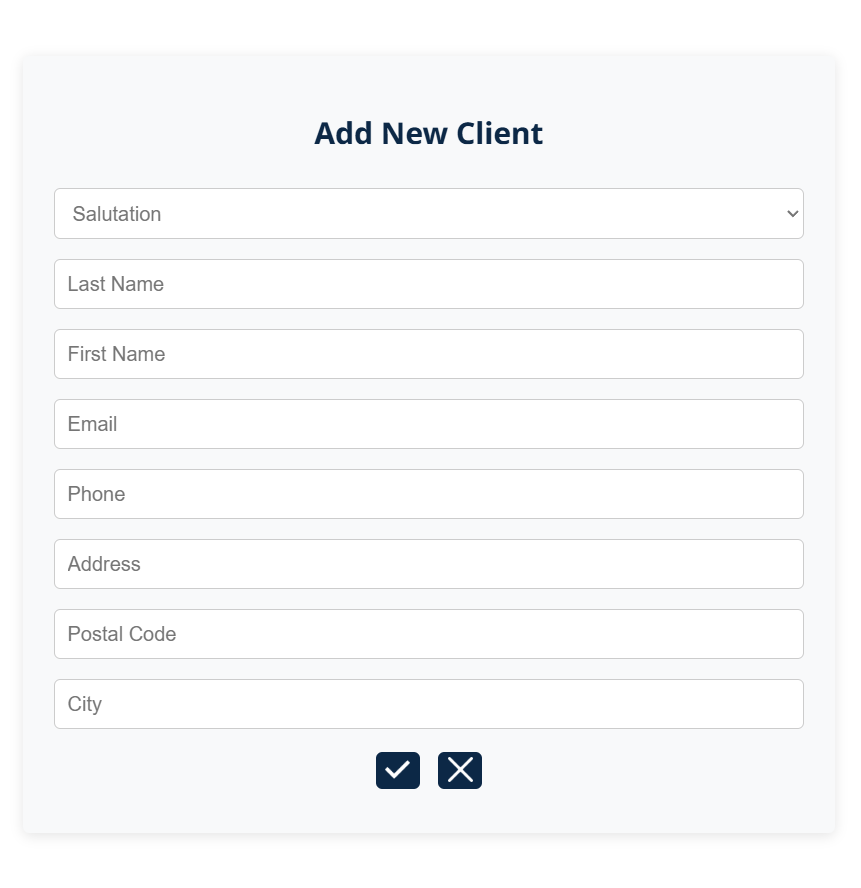 Add New Client
Salutation
Last Name
First Name
Email
Phone
Address
Postal Code
City